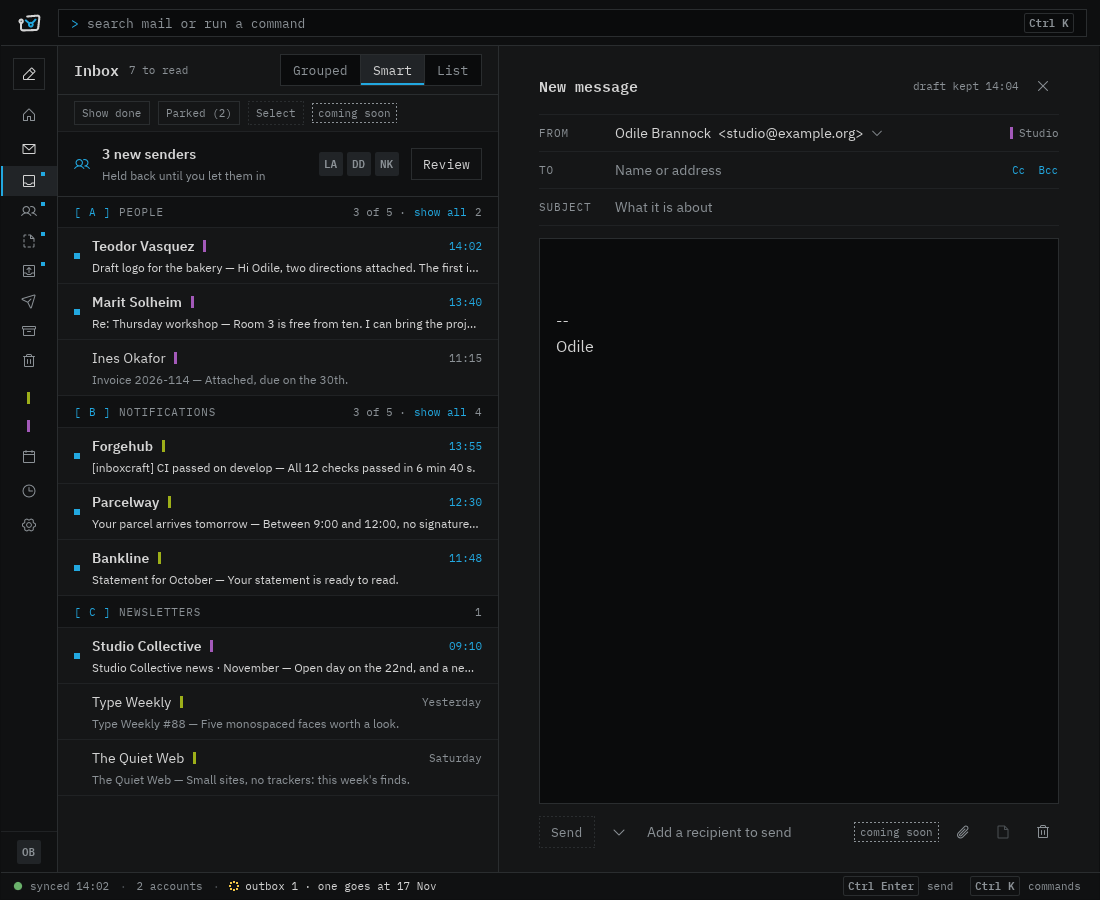 > search mail or run a command Ctrl K
Inbox 7 to read Grouped Smart List
Show done Parked (2) Select coming soon
3 new senders
Held back until you let them in
LA DD NK Review
[ A ] PEOPLE 3 of 5 · show all 2
Teodor Vasquez 14:02
Draft logo for the bakery — Hi Odile, two directions attached. The first i…
Marit Solheim 13:40
Re: Thursday workshop — Room 3 is free from ten. I can bring the proj…
Ines Okafor 11:15
Invoice 2026-114 — Attached, due on the 30th.
[ B ] NOTIFICATIONS 3 of 5 · show all 4
Forgehub 13:55
[inboxcraft] CI passed on develop — All 12 checks passed in 6 min 40 s.
Parcelway 12:30
Your parcel arrives tomorrow — Between 9:00 and 12:00, no signature…
Bankline 11:48
Statement for October — Your statement is ready to read.
[ C ] NEWSLETTERS 1
Studio Collective 09:10
Studio Collective news · November — Open day on the 22nd, and a ne…
Type Weekly Yesterday
Type Weekly #88 — Five monospaced faces worth a look.
The Quiet Web Saturday
The Quiet Web — Small sites, no trackers: this week's finds.
OB
New message draft kept 14:04
FROM Odile Brannock <studio@example.org> Studio
TO Name or address Cc Bcc
SUBJECT What it is about
--
Odile
Send Add a recipient to send coming soon
synced 14:02 · 2 accounts · outbox 1 · one goes at 17 Nov Ctrl Enter send Ctrl K commands